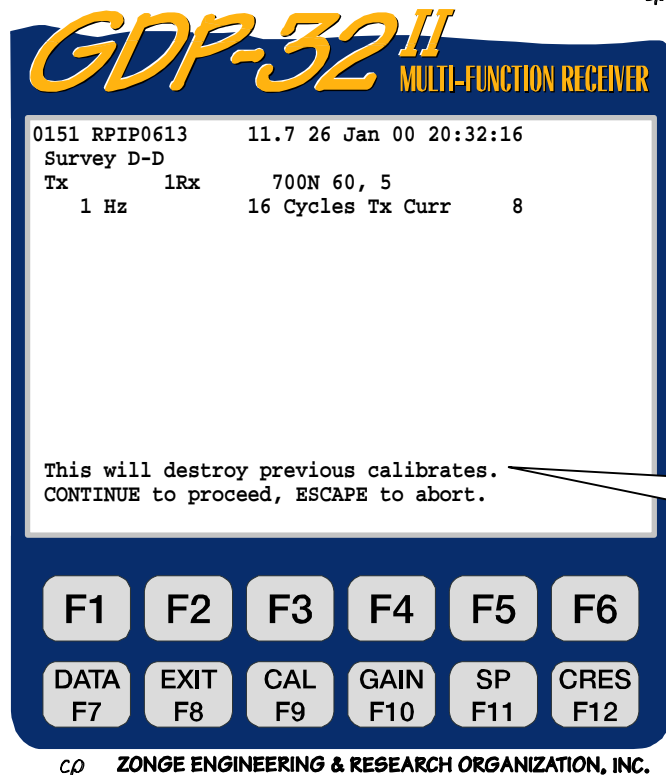 GDP-32 II
MULTI-FUNCTION RECEIVER
0151 RPIP0613 11.7 26 Jan 00 20:32:16
Survey D-D
Tx 1Rx 700N 60, 5
1 Hz 16 Cycles Tx Curr 8
This will destroy previous calibrates.
CONTINUE to proceed, ESCAPE to abort.
F1 F2 F3 F4 F5 F6
DATA EXIT CAL GAIN SP CRES
F7 F8 F9 F10 F11 F12
ZONGE ENGINEERING & RESEARCH ORGANIZATION, INC.